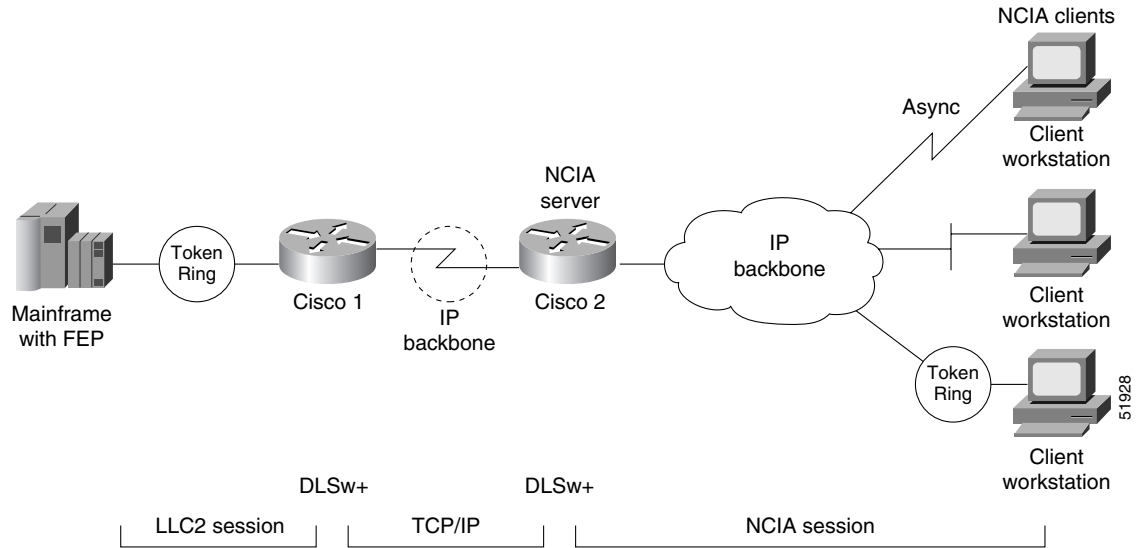 NCIA clients
Async
Client
workstation
NCIA
server
Token
Ring
IP
backbone
Mainframe
with FEP
Cisco 1
IP
backbone
Cisco 2
Client
workstation
Token
Ring
51928
Client
workstation
DLSw+
DLSw+
LLC2 session
TCP/IP
NCIA session